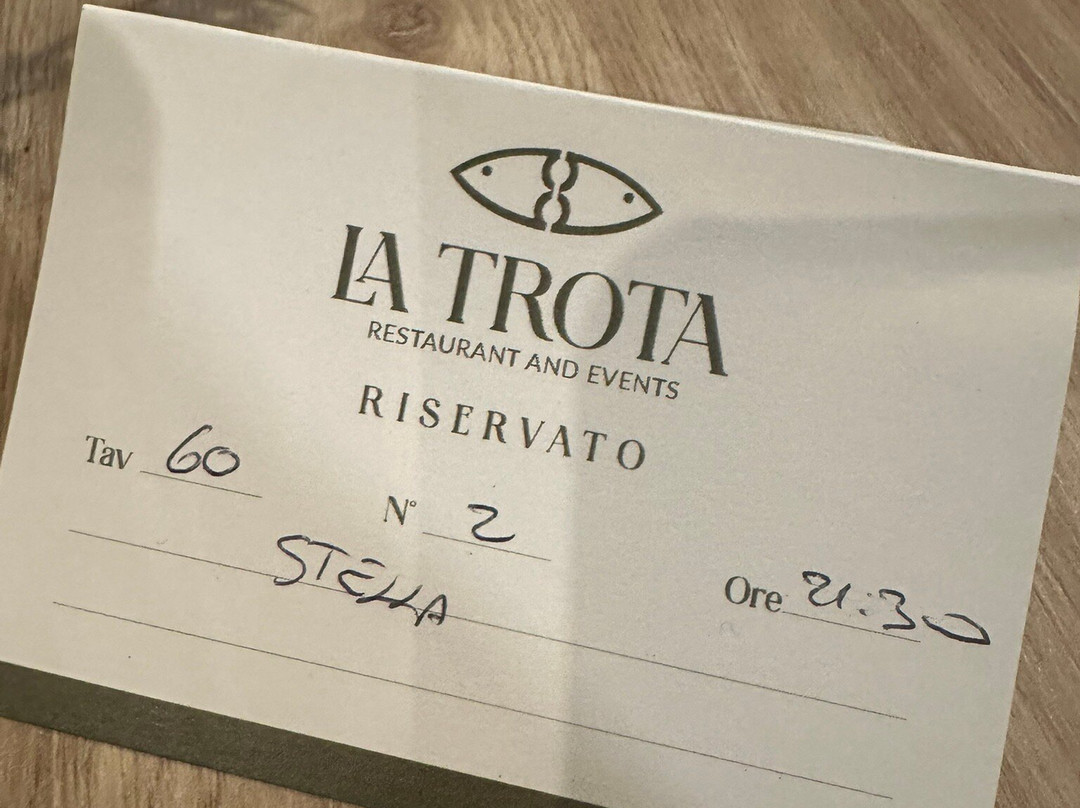 LA TROTA
RESTAURANT AND EVENTS
RISERVATO
Tav 60
N° 2
Ore 21:30
STELLA